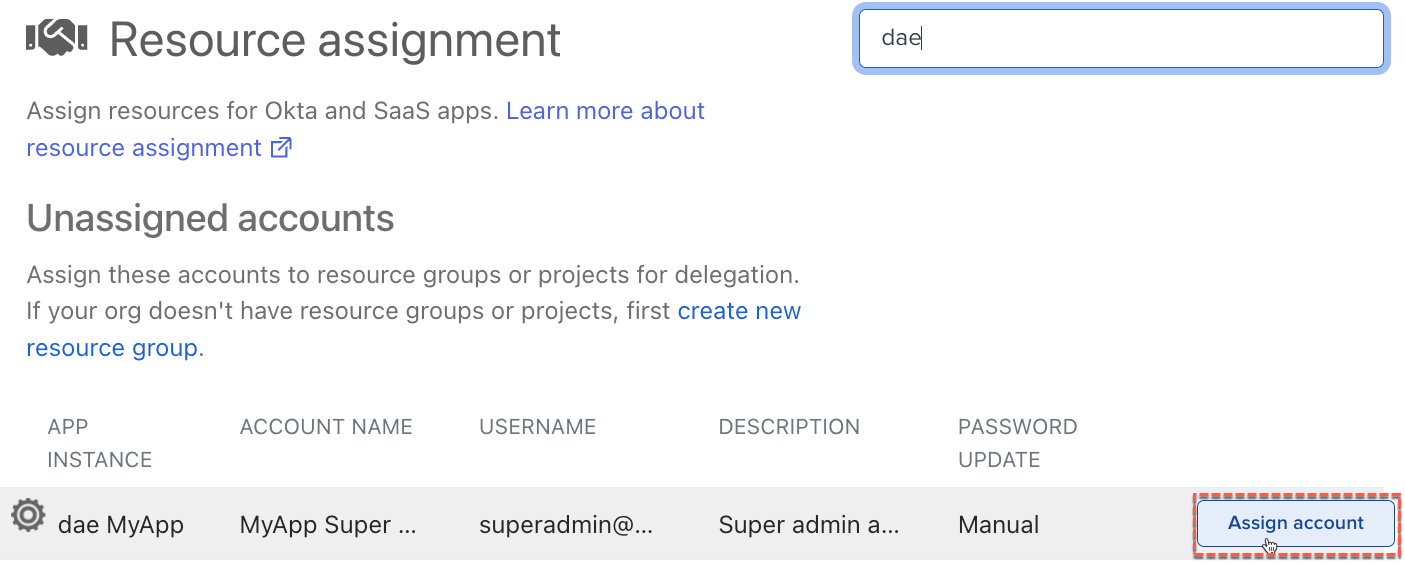 Resource assignment
dae
Assign resources for Okta and SaaS apps. Learn more about
resource assignment
Unassigned accounts
Assign these accounts to resource groups or projects for delegation.
If your org doesn't have resource groups or projects, first create new
resource group.
APP INSTANCE
ACCOUNT NAME
USERNAME
DESCRIPTION
PASSWORD UPDATE
dae MyApp
MyApp Super ...
superadmin@...
Super admin a...
Manual
Assign account